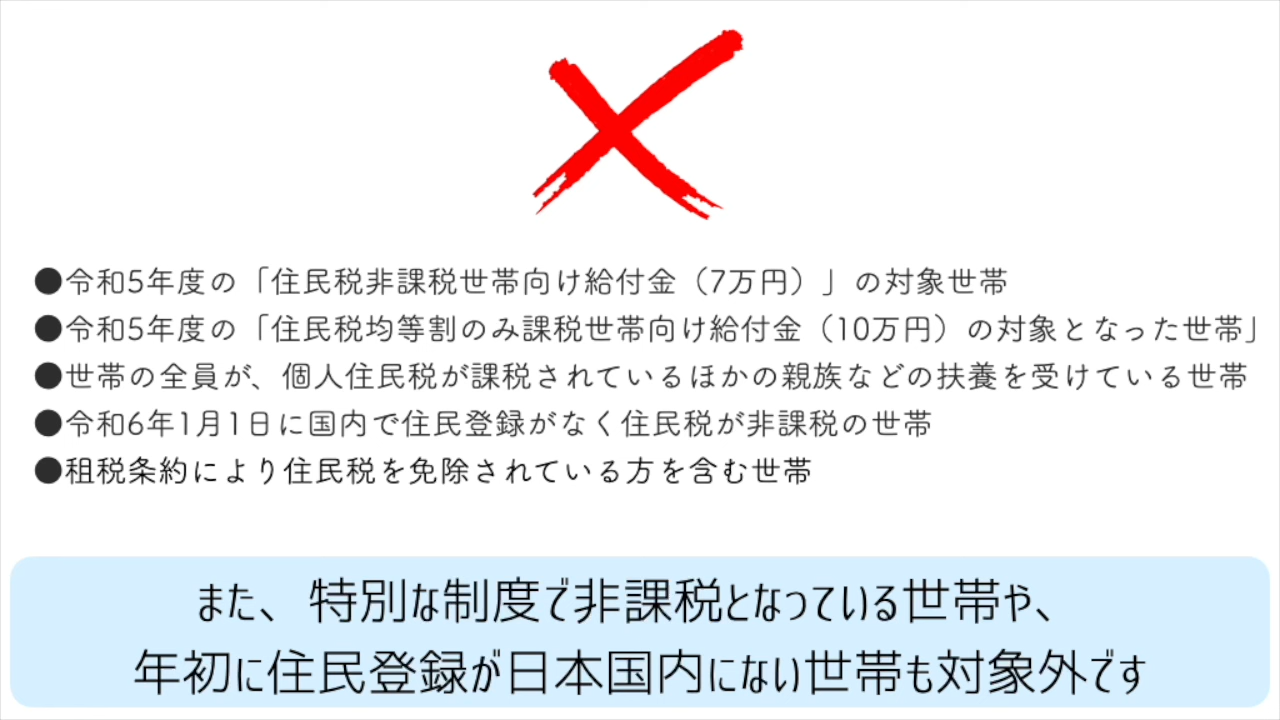 ●令和5年度の「住民税非課税世帯向け給付金（7万円）」の対象世帯
●令和5年度の「住民税均等割のみ課税世帯向け給付金（10万円）の対象となった世帯」
●世帯の全員が、個人住民税が課税されているほかの親族などの扶養を受けている世帯
●令和6年1月1日に国内で住民登録がなく住民税が非課税の世帯
●租税条約により住民税を免除されている方を含む世帯
また、特別な制度で非課税となっている世帯や、
年初に住民登録が日本国内にない世帯も対象外です